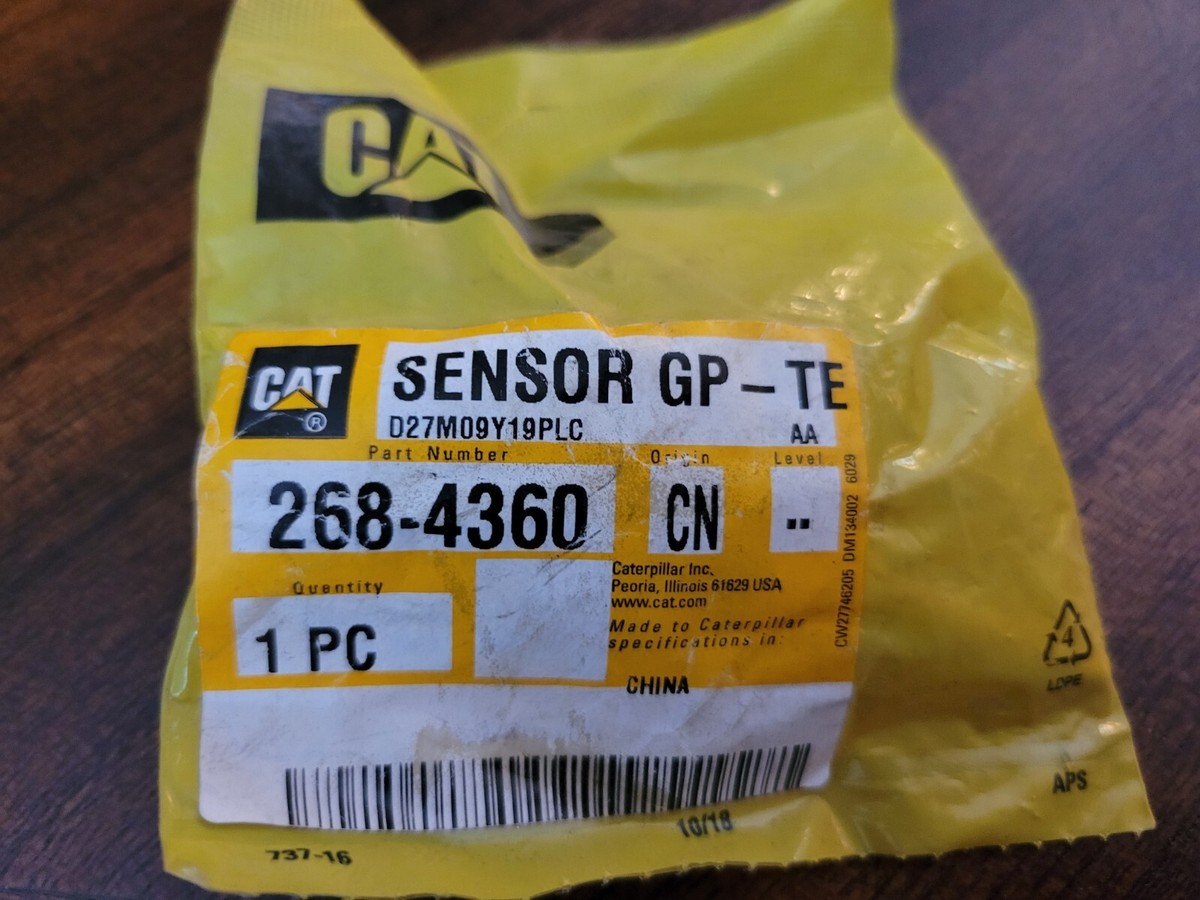 CAT
CAT
®
SENSOR GP - TE
D27M09Y19PLC AA
Part Number Origin Level
268-4360 CN --
Quantity
1 PC
Caterpillar Inc.
Peoria, Illinois 61629 USA
www.cat.com
Made to Caterpillar
specifications in:
CHINA
CW27746205 DM134002 6029
4
LDPE
APS
10/18
737-16